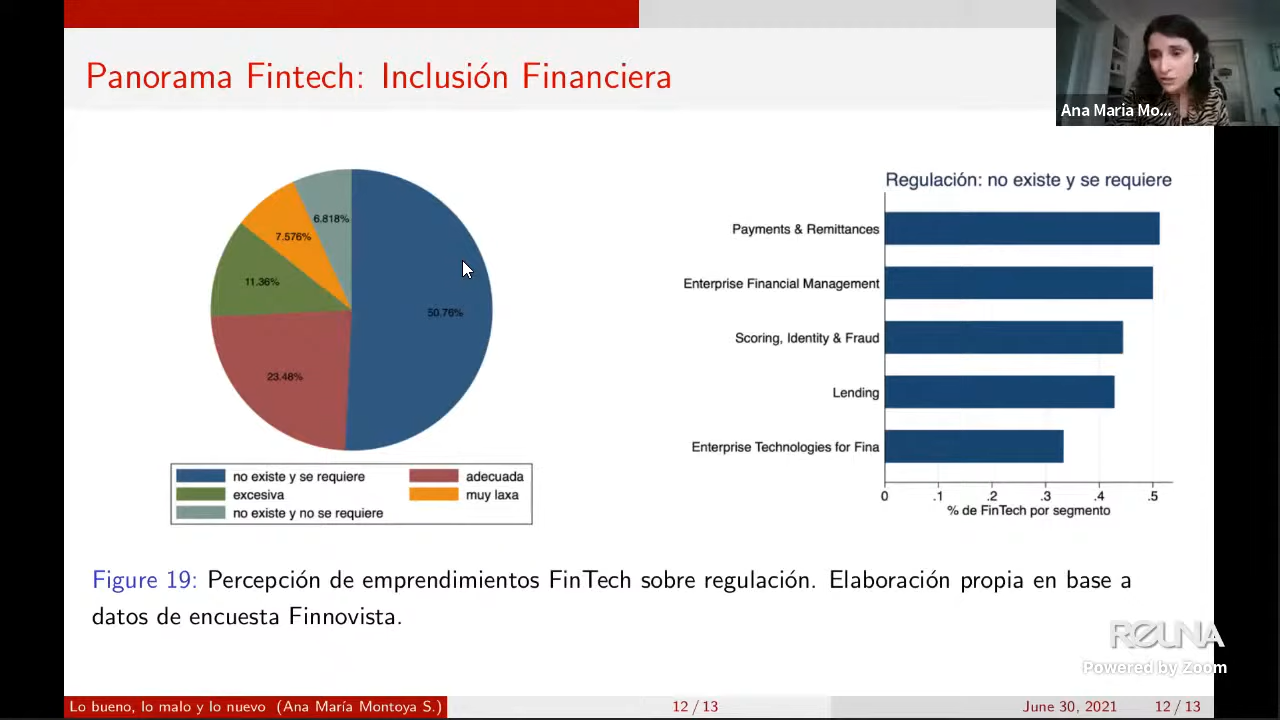 Panorama Fintech: Inclusión Financiera
Ana Maria Mo...
6.818%
7.576%
11.36%
50.76%
23.48%
no existe y se requiere
adecuada
excesiva
muy laxa
no existe y no se requiere
Regulación: no existe y se requiere
Payments & Remittances
Enterprise Financial Management
Scoring, Identity & Fraud
Lending
Enterprise Technologies for Fina
0 .1 .2 .3 .4 .5
% de FinTech por segmento
Figure 19: Percepción de emprendimientos FinTech sobre regulación. Elaboración propia en base a
datos de encuesta Finnovista.
REUNA
Powered by Zoom
Lo bueno, lo malo y lo nuevo (Ana María Montoya S.) 12 / 13 June 30, 2021 12 / 13